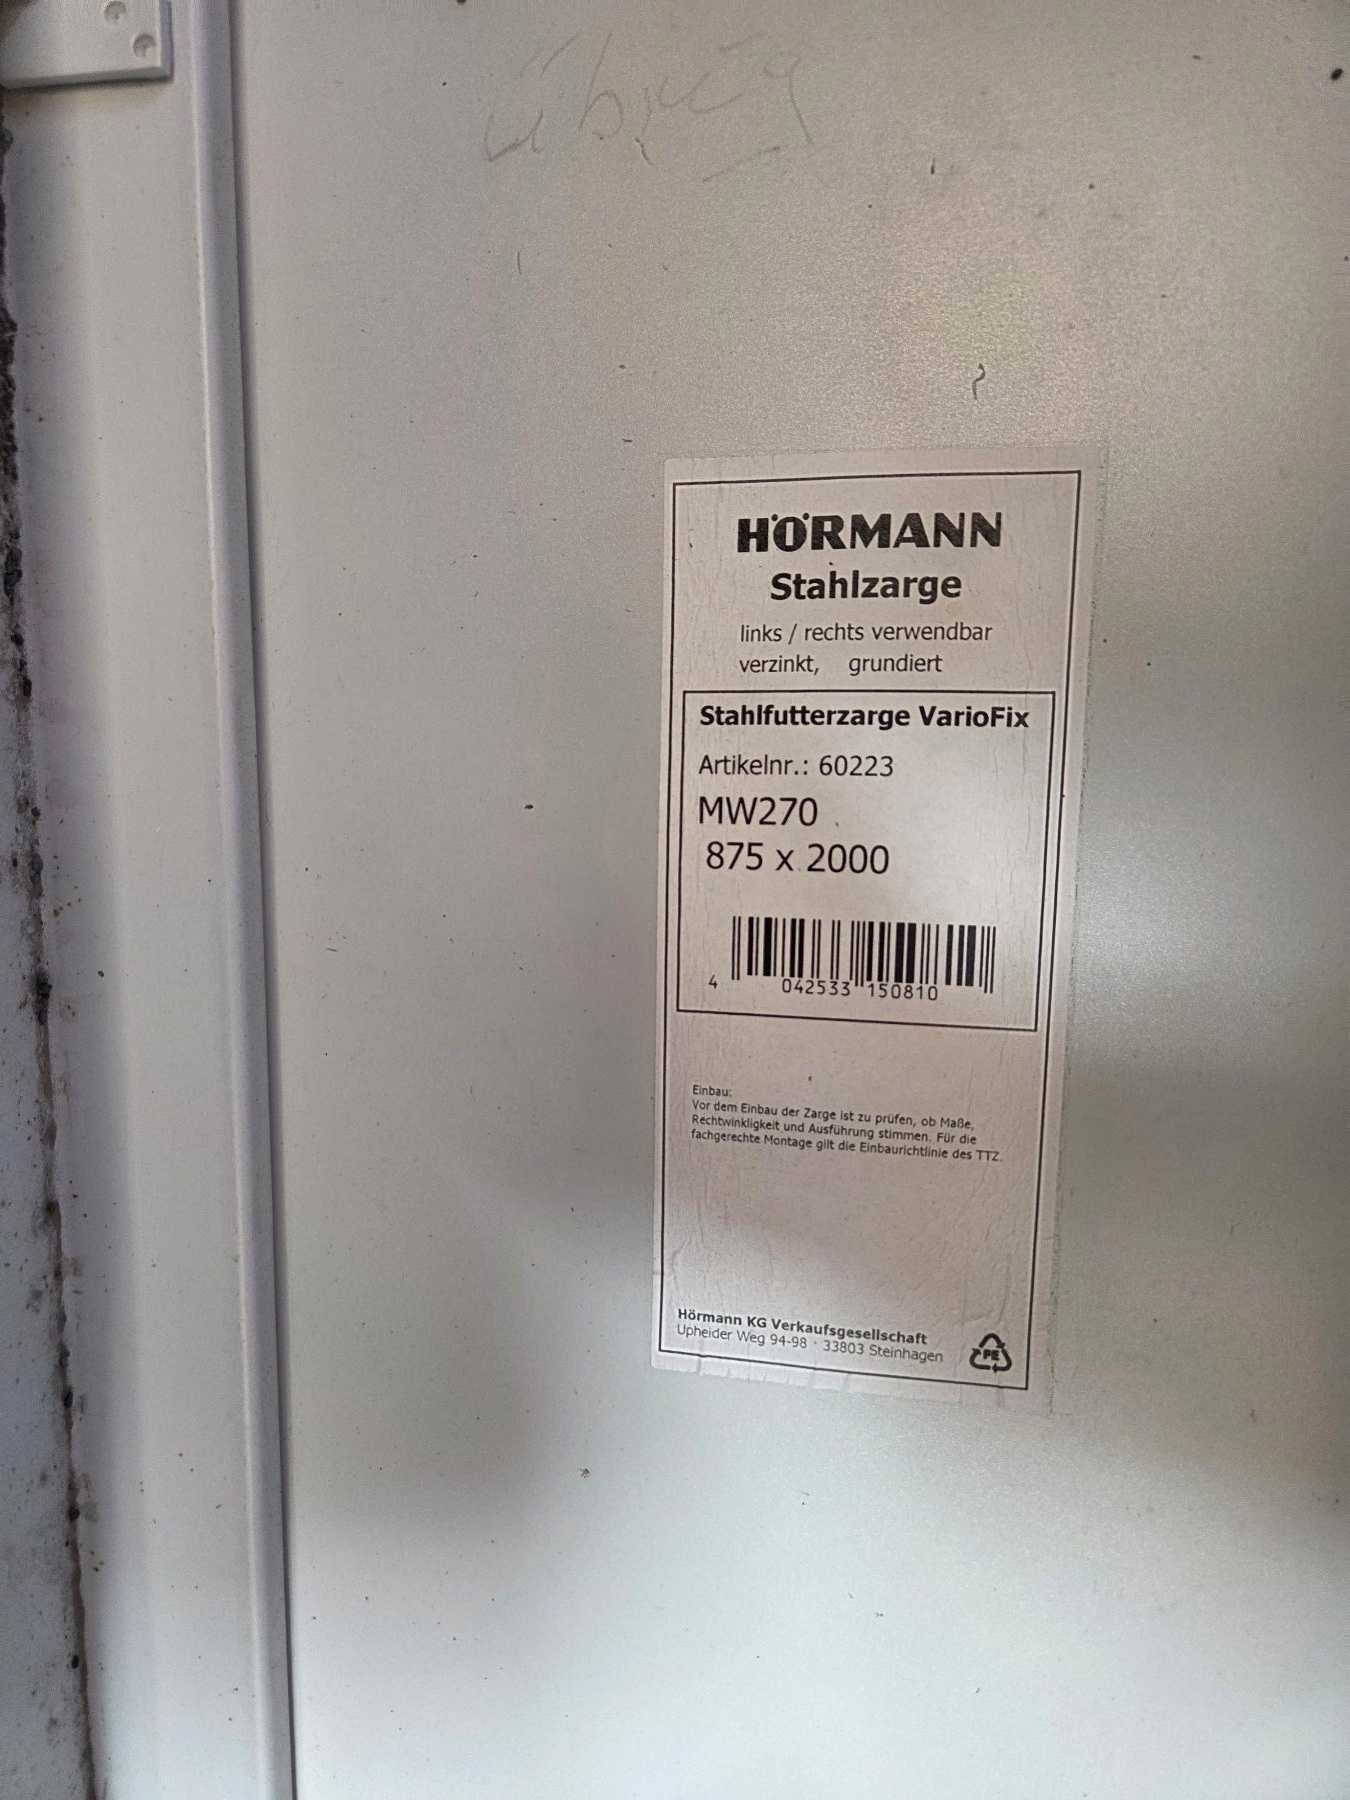 übrig
HÖRMANN
Stahlzarge
links / rechts verwendbar
verzinkt, grundiert
Stahlfutterzarge VarioFix
Artikelnr.: 60223
MW270
875 x 2000
4 042533 150810
Einbau:
Vor dem Einbau der Zarge ist zu prüfen, ob Maße,
Rechtwinkligkeit und Ausführung stimmen. Für die
fachgerechte Montage gilt die Einbaurichtlinie des TTZ.
Hörmann KG Verkaufsgesellschaft
Upheider Weg 94-98 · 33803 Steinhagen
PE